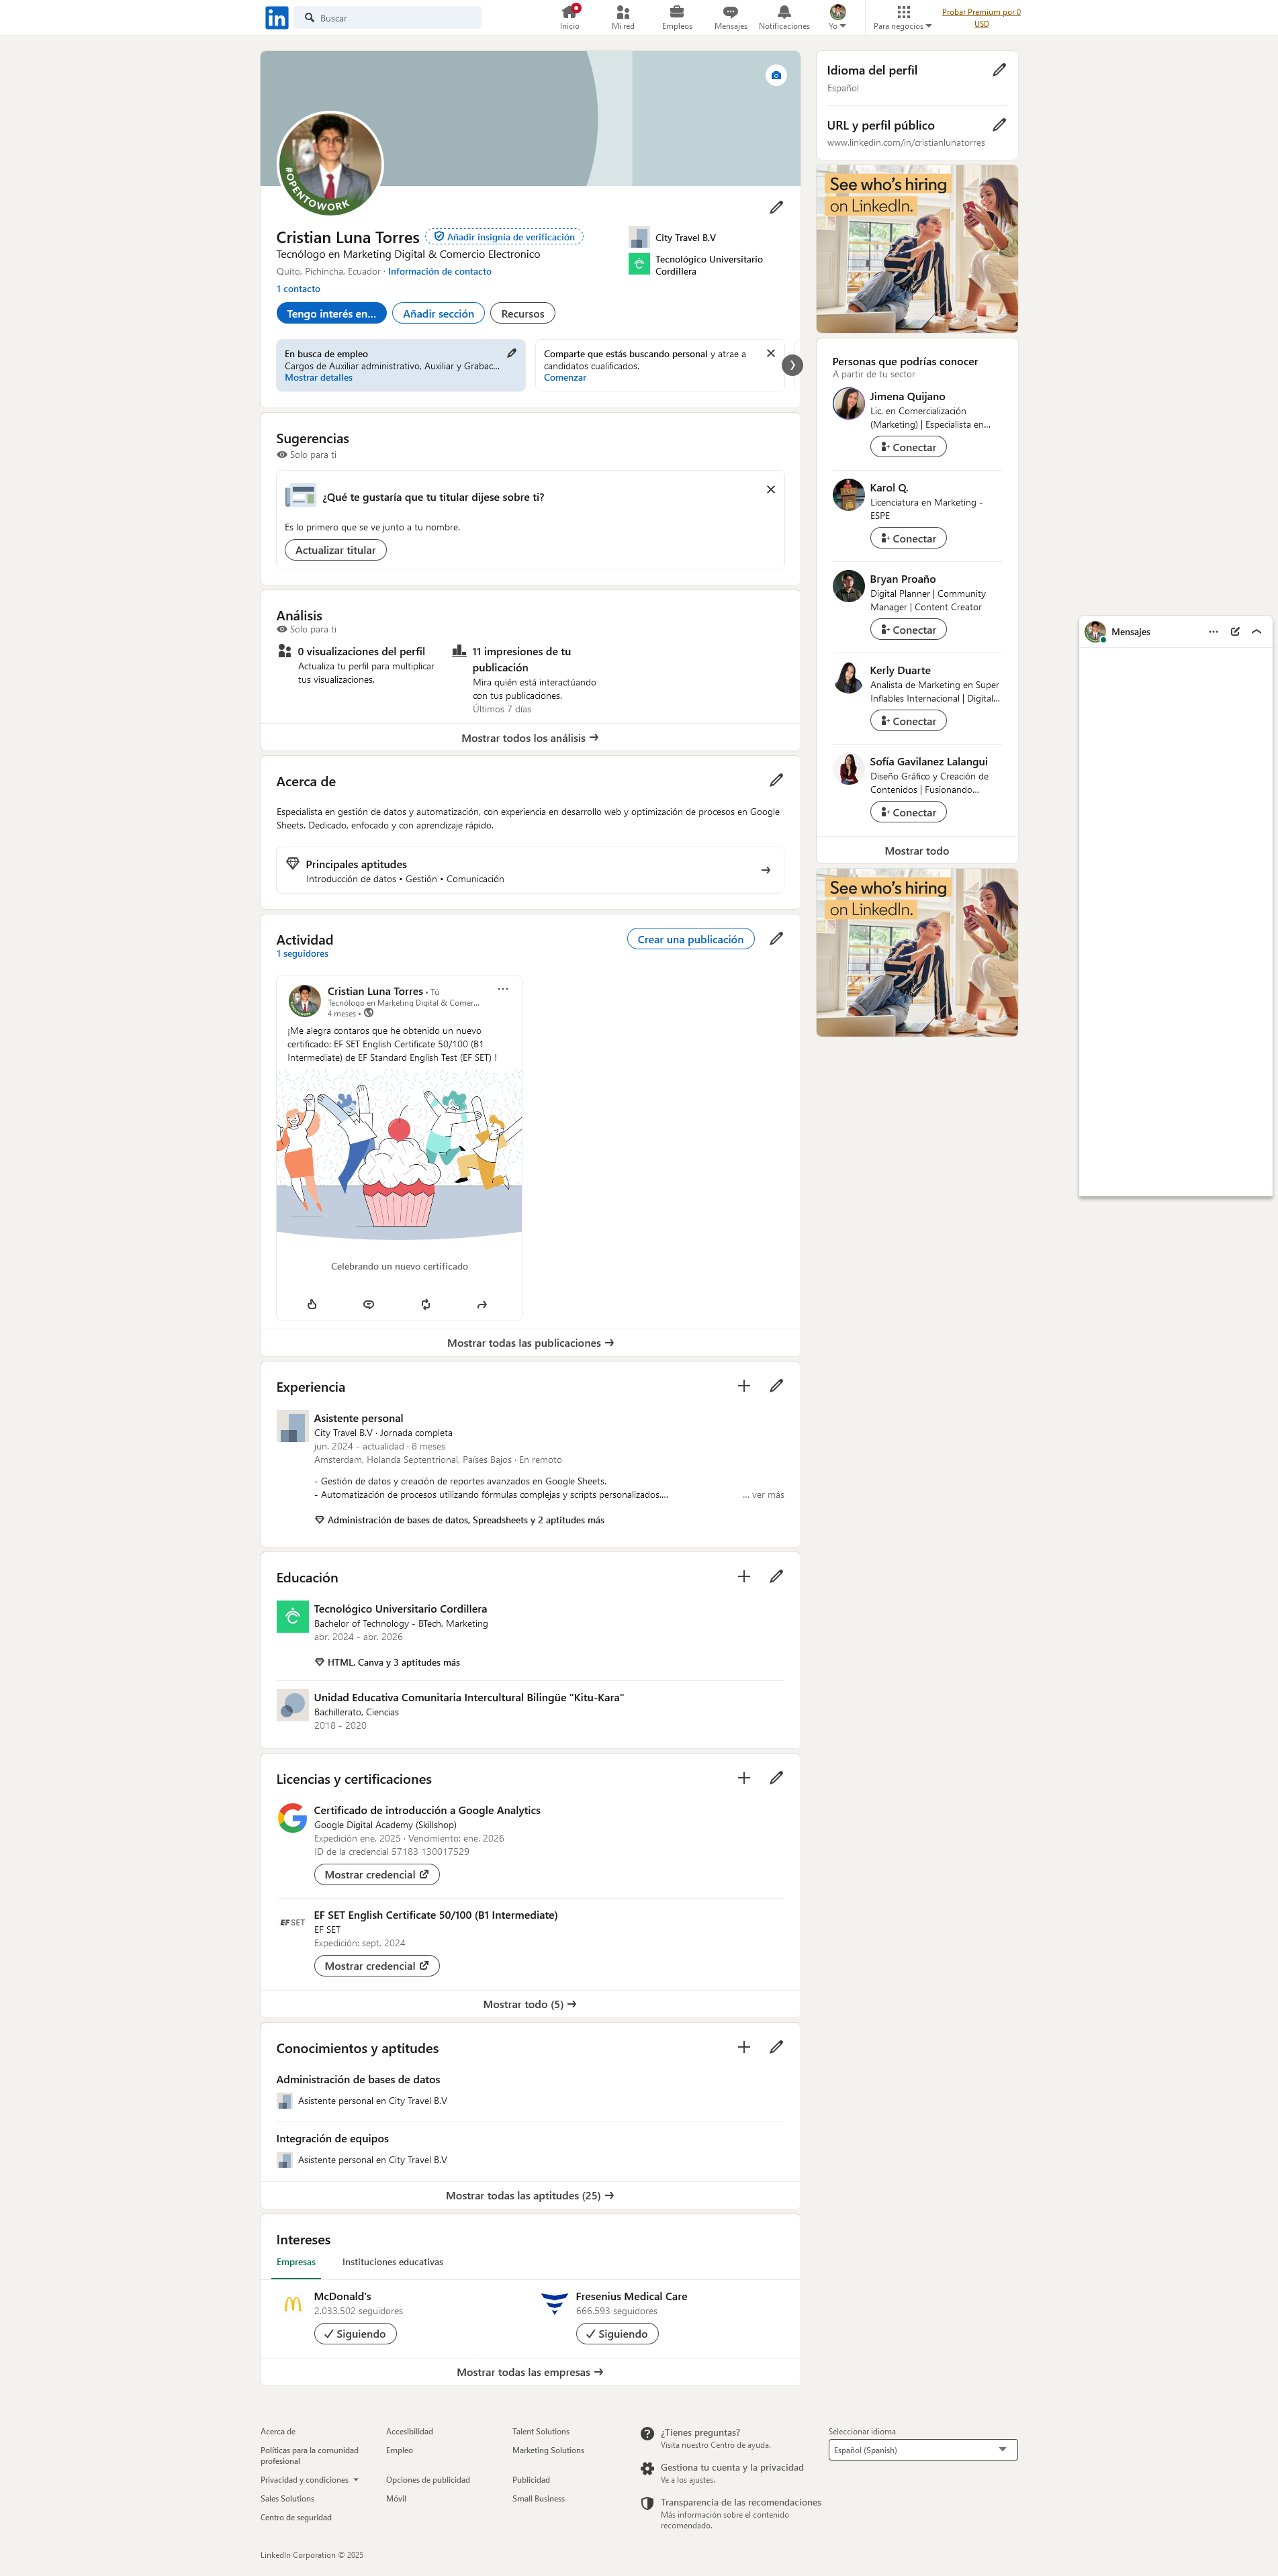 in
Buscar
Inicio
Mi red
Empleos
Mensajes
Notificaciones
Yo
Para negocios
Probar Premium por 0
USD
#OPENTOWORK
Cristian Luna Torres
Añadir insignia de verificación
Tecnólogo en Marketing Digital & Comercio Electronico
Quito, Pichincha, Ecuador · Información de contacto
1 contacto
City Travel B.V
Tecnológico Universitario
Cordillera
Tengo interés en...
Añadir sección
Recursos
En busca de empleo
Cargos de Auxiliar administrativo, Auxiliar y Grabac...
Mostrar detalles
Comparte que estás buscando personal y atrae a
candidatos cualificados.
Comenzar
Sugerencias
Solo para ti
¿Qué te gustaría que tu titular dijese sobre ti?
Es lo primero que se ve junto a tu nombre.
Actualizar titular
Análisis
Solo para ti
0 visualizaciones del perfil
Actualiza tu perfil para multiplicar
tus visualizaciones.
11 impresiones de tu
publicación
Mira quién está interactúando
con tus publicaciones.
Últimos 7 días
Mostrar todos los análisis
Acerca de
Especialista en gestión de datos y automatización, con experiencia en desarrollo web y optimización de procesos en Google
Sheets. Dedicado, enfocado y con aprendizaje rápido.
Principales aptitudes
Introducción de datos • Gestión • Comunicación
Actividad
1 seguidores
Crear una publicación
Cristian Luna Torres • Tú
Tecnólogo en Marketing Digital & Comer...
4 meses •
¡Me alegra contaros que he obtenido un nuevo
certificado: EF SET English Certificate 50/100 (B1
Intermediate) de EF Standard English Test (EF SET) !
Celebrando un nuevo certificado
Mostrar todas las publicaciones
Experiencia
Asistente personal
City Travel B.V · Jornada completa
jun. 2024 - actualidad · 8 meses
Amsterdam, Holanda Septentrional, Países Bajos · En remoto
- Gestión de datos y creación de reportes avanzados en Google Sheets.
- Automatización de procesos utilizando fórmulas complejas y scripts personalizados....
... ver más
Administración de bases de datos, Spreadsheets y 2 aptitudes más
Educación
Tecnológico Universitario Cordillera
Bachelor of Technology - BTech, Marketing
abr. 2024 - abr. 2026
HTML, Canva y 3 aptitudes más
Unidad Educativa Comunitaria Intercultural Bilingüe "Kitu-Kara"
Bachillerato, Ciencias
2018 - 2020
Licencias y certificaciones
Certificado de introducción a Google Analytics
Google Digital Academy (Skillshop)
Expedición ene. 2025 · Vencimiento: ene. 2026
ID de la credencial 57183 130017529
Mostrar credencial
EF SET
EF SET English Certificate 50/100 (B1 Intermediate)
EF SET
Expedición: sept. 2024
Mostrar credencial
Mostrar todo (5)
Conocimientos y aptitudes
Administración de bases de datos
Asistente personal en City Travel B.V
Integración de equipos
Asistente personal en City Travel B.V
Mostrar todas las aptitudes (25)
Intereses
Empresas
Instituciones educativas
McDonald's
2.033.502 seguidores
Siguiendo
Fresenius Medical Care
666.593 seguidores
Siguiendo
Mostrar todas las empresas
Idioma del perfil
Español
URL y perfil público
www.linkedin.com/in/cristianlunatorres
See who's hiring
on LinkedIn.
Personas que podrías conocer
A partir de tu sector
Jimena Quijano
Lic. en Comercialización
(Marketing) | Especialista en...
Conectar
Karol Q.
Licenciatura en Marketing -
ESPE
Conectar
Bryan Proaño
Digital Planner | Community
Manager | Content Creator
Conectar
Kerly Duarte
Analista de Marketing en Super
Inflables Internacional | Digital...
Conectar
Sofía Gavilanez Lalangui
Diseño Gráfico y Creación de
Contenidos | Fusionando...
Conectar
Mostrar todo
See who's hiring
on LinkedIn.
Mensajes
Acerca de
Accesibilidad
Talent Solutions
Políticas para la comunidad
profesional
Empleo
Marketing Solutions
Privacidad y condiciones
Opciones de publicidad
Publicidad
Sales Solutions
Móvil
Small Business
Centro de seguridad
¿Tienes preguntas?
Visita nuestro Centro de ayuda.
Gestiona tu cuenta y la privacidad
Ve a los ajustes.
Transparencia de las recomendaciones
Más información sobre el contenido
recomendado.
Seleccionar idioma
Español (Spanish)
LinkedIn Corporation © 2025